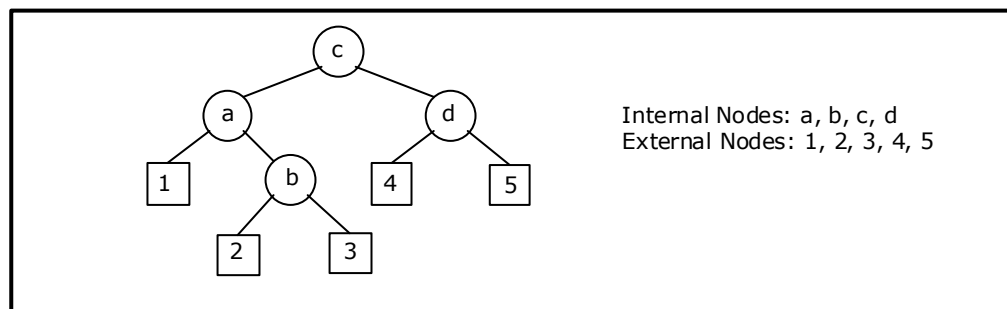 c
a
d
Internal Nodes: a, b, c, d
External Nodes: 1, 2, 3, 4, 5
1
b
4
5
2
3